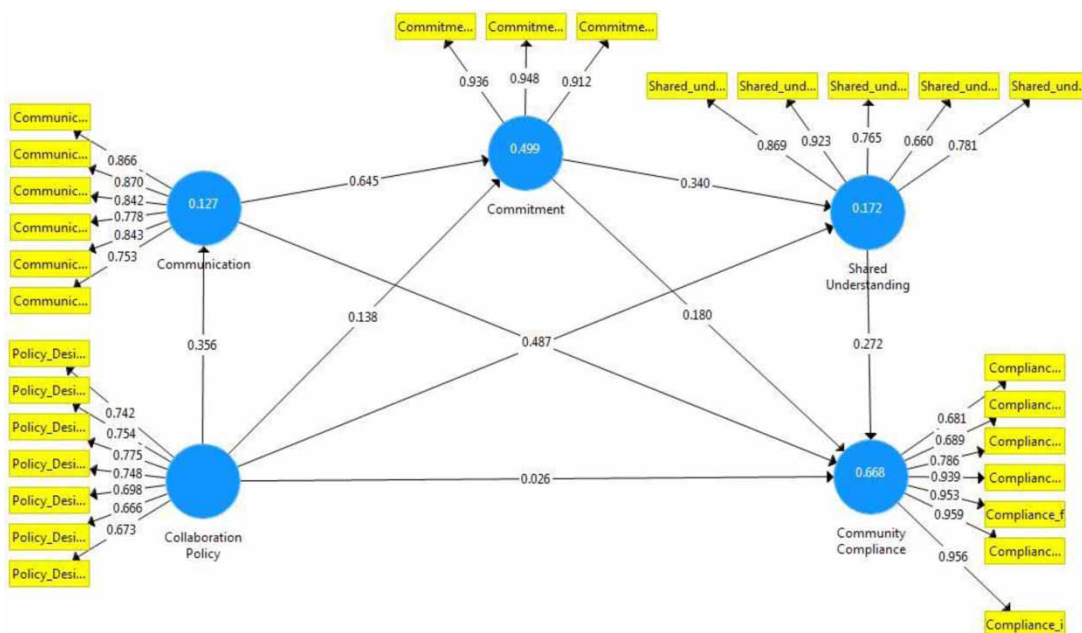 Commitme...
Commitme...
Commitme...
0.936
0.948
0.912
Shared_und...
Shared_und...
Shared_und...
Shared_und...
Shared_und...
0.869
0.923
0.765
0.660
0.781
Communic...
Communic...
Communic...
Communic...
Communic...
Communic...
0.866
0.870
0.842
0.778
0.843
0.753
0.127
Communication
0.499
Commitment
0.172
Shared
Understanding
0.645
0.340
0.356
0.138
0.487
0.180
0.272
0.026
Policy_Desi...
Policy_Desi...
Policy_Desi...
Policy_Desi...
Policy_Desi...
Policy_Desi...
Policy_Desi...
0.742
0.754
0.775
0.748
0.698
0.666
0.673
Collaboration
Policy
0.668
Community
Compliance
0.681
0.689
0.786
0.939
0.953
0.959
0.956
Complianc...
Complianc...
Complianc...
Complianc...
Compliance_f
Complianc...
Compliance_i